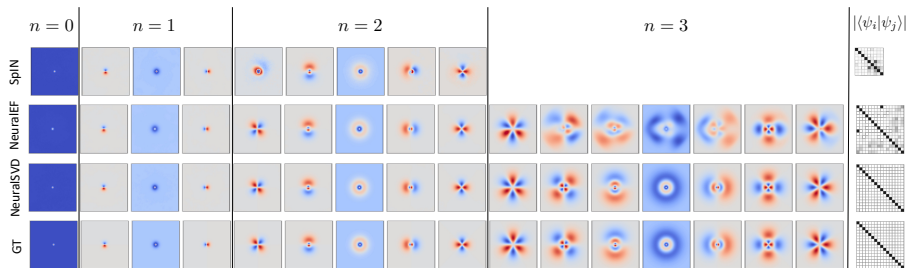 n = 0
n = 1
n = 2
n = 3
|⟨ψi|ψj⟩|
SpIN
NeuralEF
NeuralSVD
GT